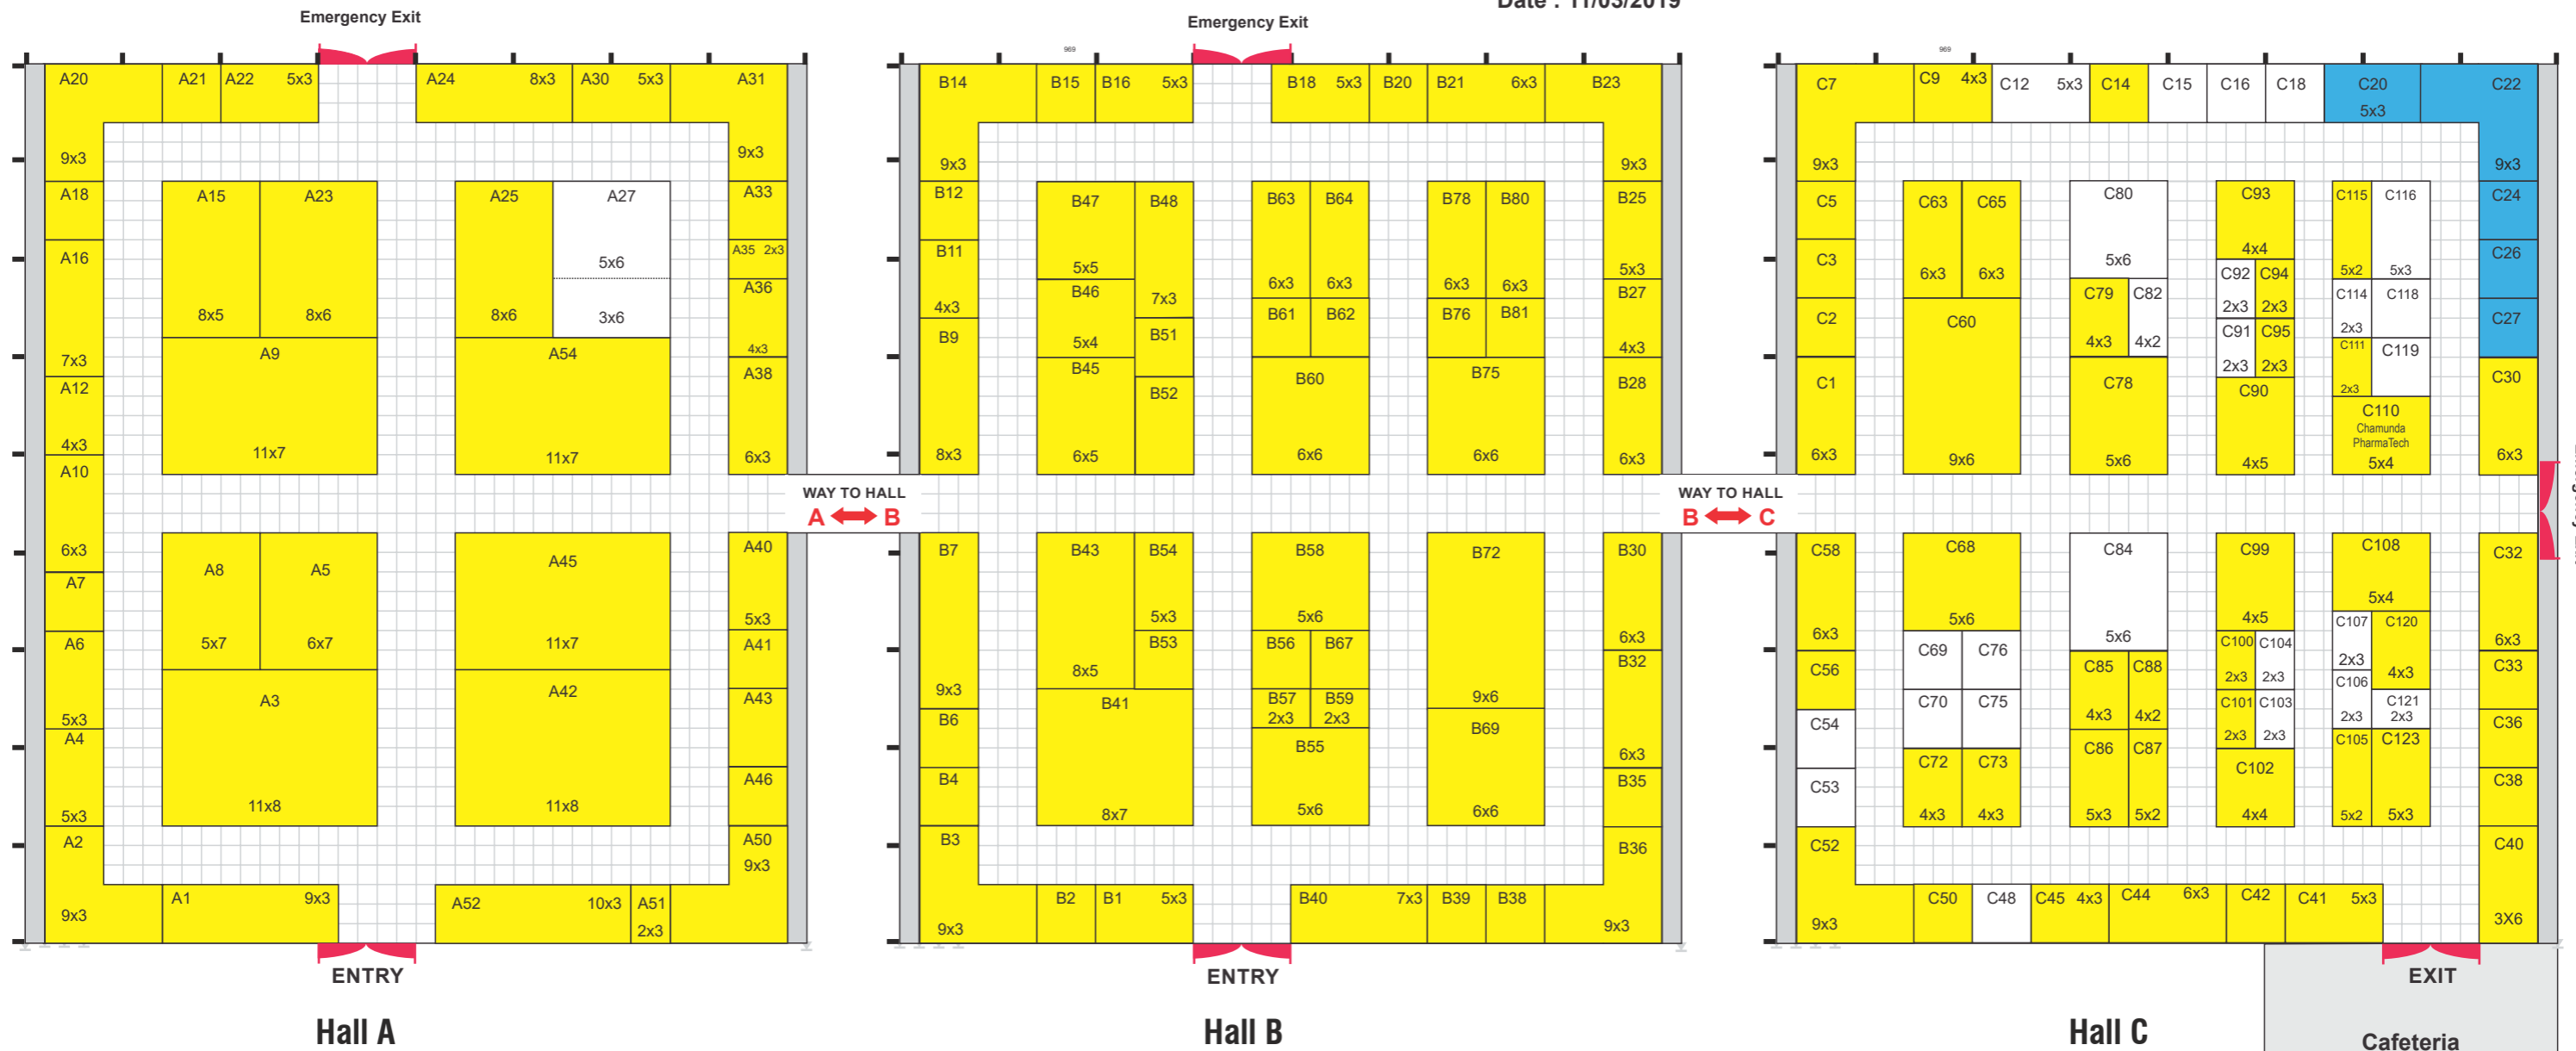 Date : 11/03/2019
Emergency Exit
Emergency Exit
969
969
A20
A21
A22 5x3
A24 8x3
A30 5x3
A31
9x3
9x3
A18
A15
A23
A25
A27
A33
A16
A35 2x3
5x6
A36
8x5
8x6
8x6
3x6
7x3
A9
A54
4x3
A12
A38
4x3
11x7
11x7
6x3
A10
6x3
A8
A5
A45
A40
A7
5x3
A6
5x7
6x7
11x7
A41
5x3
A3
A42
A43
A4
5x3
11x8
11x8
A46
A2
A50
9x3
9x3
A1 9x3
A52 10x3
A51
2x3
ENTRY
Hall A
WAY TO HALL
A B
B14
B15
B16 5x3
B18 5x3
B20
B21 6x3
B23
9x3
9x3
B12
B47
B48
B63
B64
B78
B80
B25
B11
5x5
7x3
6x3
6x3
6x3
6x3
5x3
4x3
B46
B61
B62
B76
B81
B27
B9
5x4
B51
4x3
B45
B52
B60
B75
B28
8x3
6x5
6x6
6x6
6x3
B7
B43
B54
B58
B72
B30
5x3
5x6
6x3
B53
B56
B67
B32
9x3
8x5
9x6
B6
B41
B57
2x3
B59
2x3
B69
6x3
B4
B55
B35
8x7
5x6
6x6
B3
B36
9x3
B2
B1 5x3
B40 7x3
B39
B38
9x3
ENTRY
Hall B
WAY TO HALL
B C
C7
C9 4x3
C12 5x3
C14
C15
C16
C18
C20
5x3
C22
9x3
9x3
C5
C63
C65
C80
C93
C115
C116
C24
C3
6x3
6x3
5x6
4x4
5x2
5x3
C26
C2
C60
C79
C82
C92
C94
C114
C118
C27
4x3
4x2
2x3
2x3
2x3
C91
C95
C111
C119
2x3
2x3
2x3
C1
C78
C90
C110
Chamunda
PharmaTech
C30
6x3
9x6
5x6
4x5
5x4
6x3
C58
C68
C84
C99
C108
C32
6x3
5x6
5x6
4x5
5x4
6x3
C56
C69
C76
C100
C104
C107
C120
C33
2x3
2x3
2x3
4x3
C54
C70
C75
C85
C88
C101
C103
C106
C121
2x3
C36
4x3
4x2
2x3
2x3
2x3
C53
C72
C73
C86
C87
C102
C105
C123
C38
4x3
4x3
5x3
5x2
4x4
5x2
5x3
C52
C40
9x3
C50
C48
C45 4x3
C44 6x3
C42
C41 5x3
3X6
EXIT
Hall C
Cafeteria